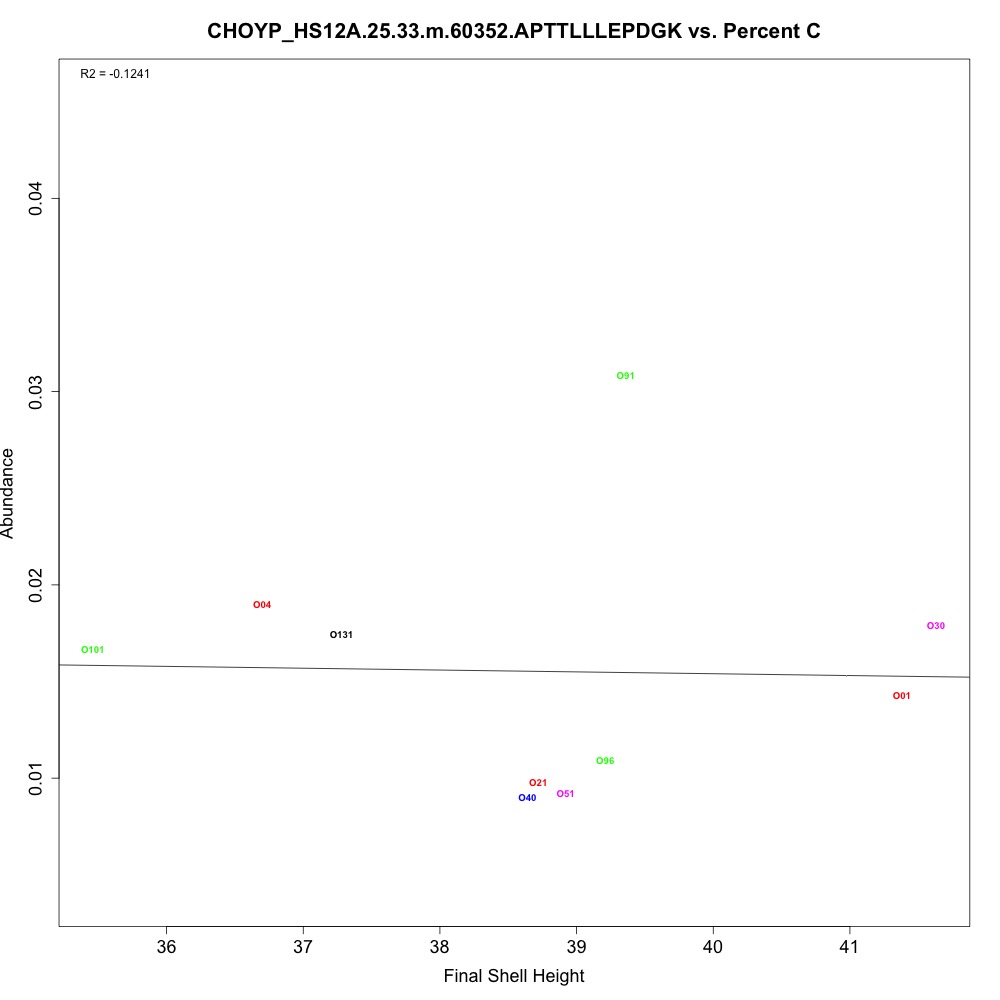 CHOYP_HS12A.25.33.m.60352.APTTLLLEPDGK vs. Percent C
R2 = -0.1241
0.04
O91
0.03
Abundance
0.02
O04
O30
O131
O101
O01
O96
0.01
O21
O51
O40
36 37 38 39 40 41
Final Shell Height